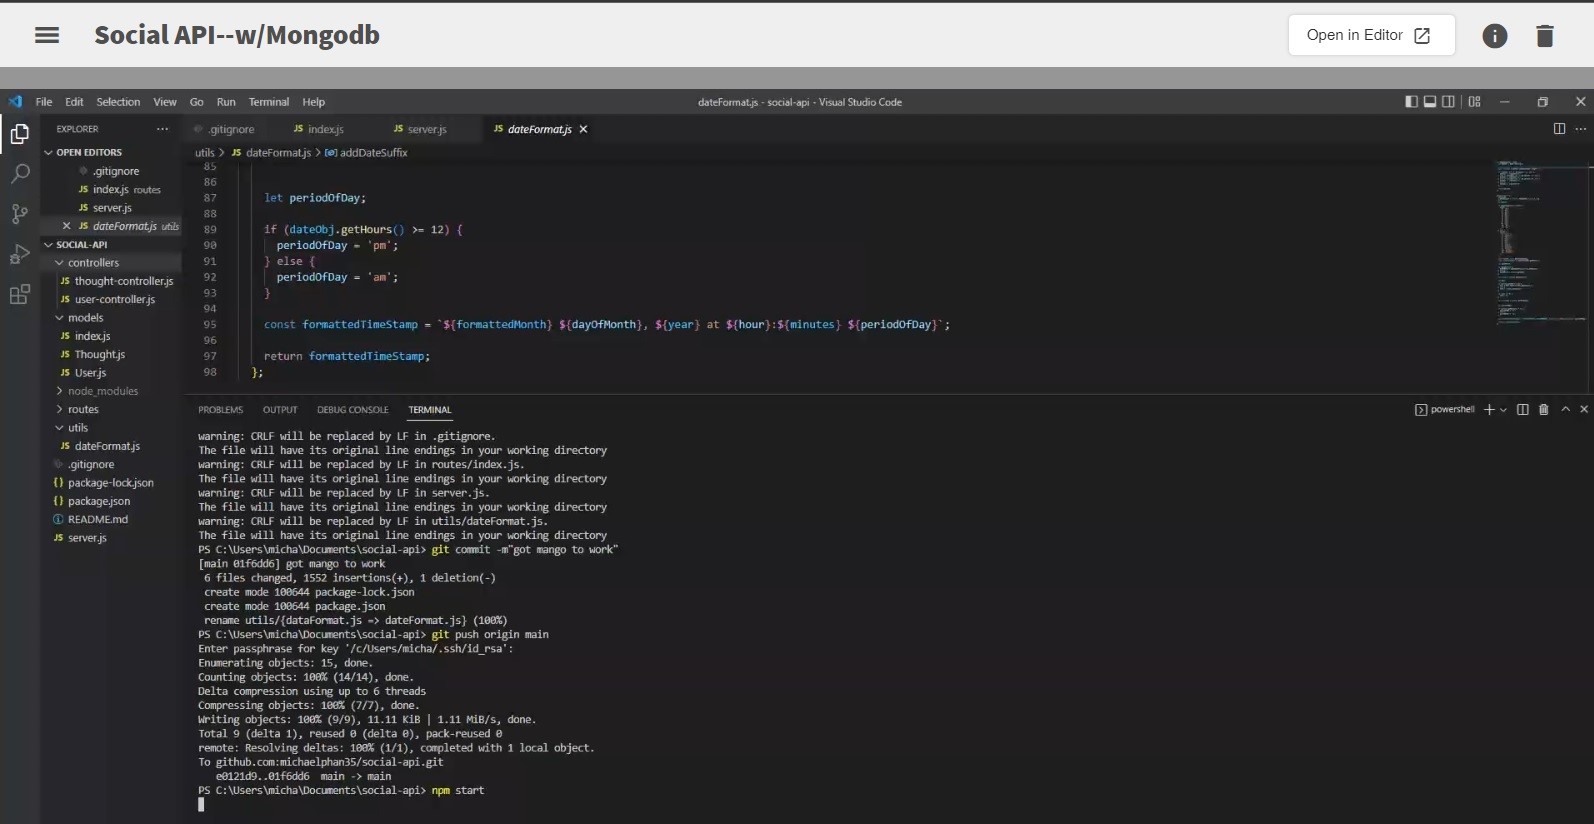 Social API--w/Mongodb
Open in Editor
File Edit Selection View Go Run Terminal Help
dateFormat.js - social-api - Visual Studio Code
EXPLORER
OPEN EDITORS
.gitignore
JS index.js routes
JS server.js
JS dateFormat.js utils
SOCIAL-API
controllers
JS thought-controller.js
JS user-controller.js
models
JS index.js
JS Thought.js
JS User.js
node_modules
routes
utils
JS dateFormat.js
.gitignore
{} package-lock.json
{} package.json
README.md
JS server.js
.gitignore JS index.js JS server.js JS dateFormat.js
utils > JS dateFormat.js > addDateSuffix
85
86
87 let periodOfDay;
88
89 if (dateObj.getHours() >= 12) {
90 periodOfDay = 'pm';
91 } else {
92 periodOfDay = 'am';
93 }
94
95 const formattedTimeStamp = `${formattedMonth} ${dayOfMonth}, ${year} at ${hour}:${minutes} ${periodOfDay}`;
96
97 return formattedTimeStamp;
98 };
PROBLEMS OUTPUT DEBUG CONSOLE TERMINAL
powershell
warning: CRLF will be replaced by LF in .gitignore.
The file will have its original line endings in your working directory
warning: CRLF will be replaced by LF in routes/index.js.
The file will have its original line endings in your working directory
warning: CRLF will be replaced by LF in server.js.
The file will have its original line endings in your working directory
warning: CRLF will be replaced by LF in utils/dateFormat.js.
The file will have its original line endings in your working directory
PS C:\Users\micha\Documents\social-api> git commit -m"got mango to work"
[main 01f6dd6] got mango to work
6 files changed, 1552 insertions(+), 1 deletion(-)
create mode 100644 package-lock.json
create mode 100644 package.json
rename utils/{dataFormat.js => dateFormat.js} (100%)
PS C:\Users\micha\Documents\social-api> git push origin main
Enter passphrase for key '/c/Users/micha/.ssh/id_rsa':
Enumerating objects: 15, done.
Counting objects: 100% (14/14), done.
Delta compression using up to 6 threads
Compressing objects: 100% (7/7), done.
Writing objects: 100% (9/9), 11.11 KiB | 1.11 MiB/s, done.
Total 9 (delta 1), reused 0 (delta 0), pack-reused 0
remote: Resolving deltas: 100% (1/1), completed with 1 local object.
To github.com:michaelphan35/social-api.git
e0121d9..01f6dd6 main -> main
PS C:\Users\micha\Documents\social-api> npm start